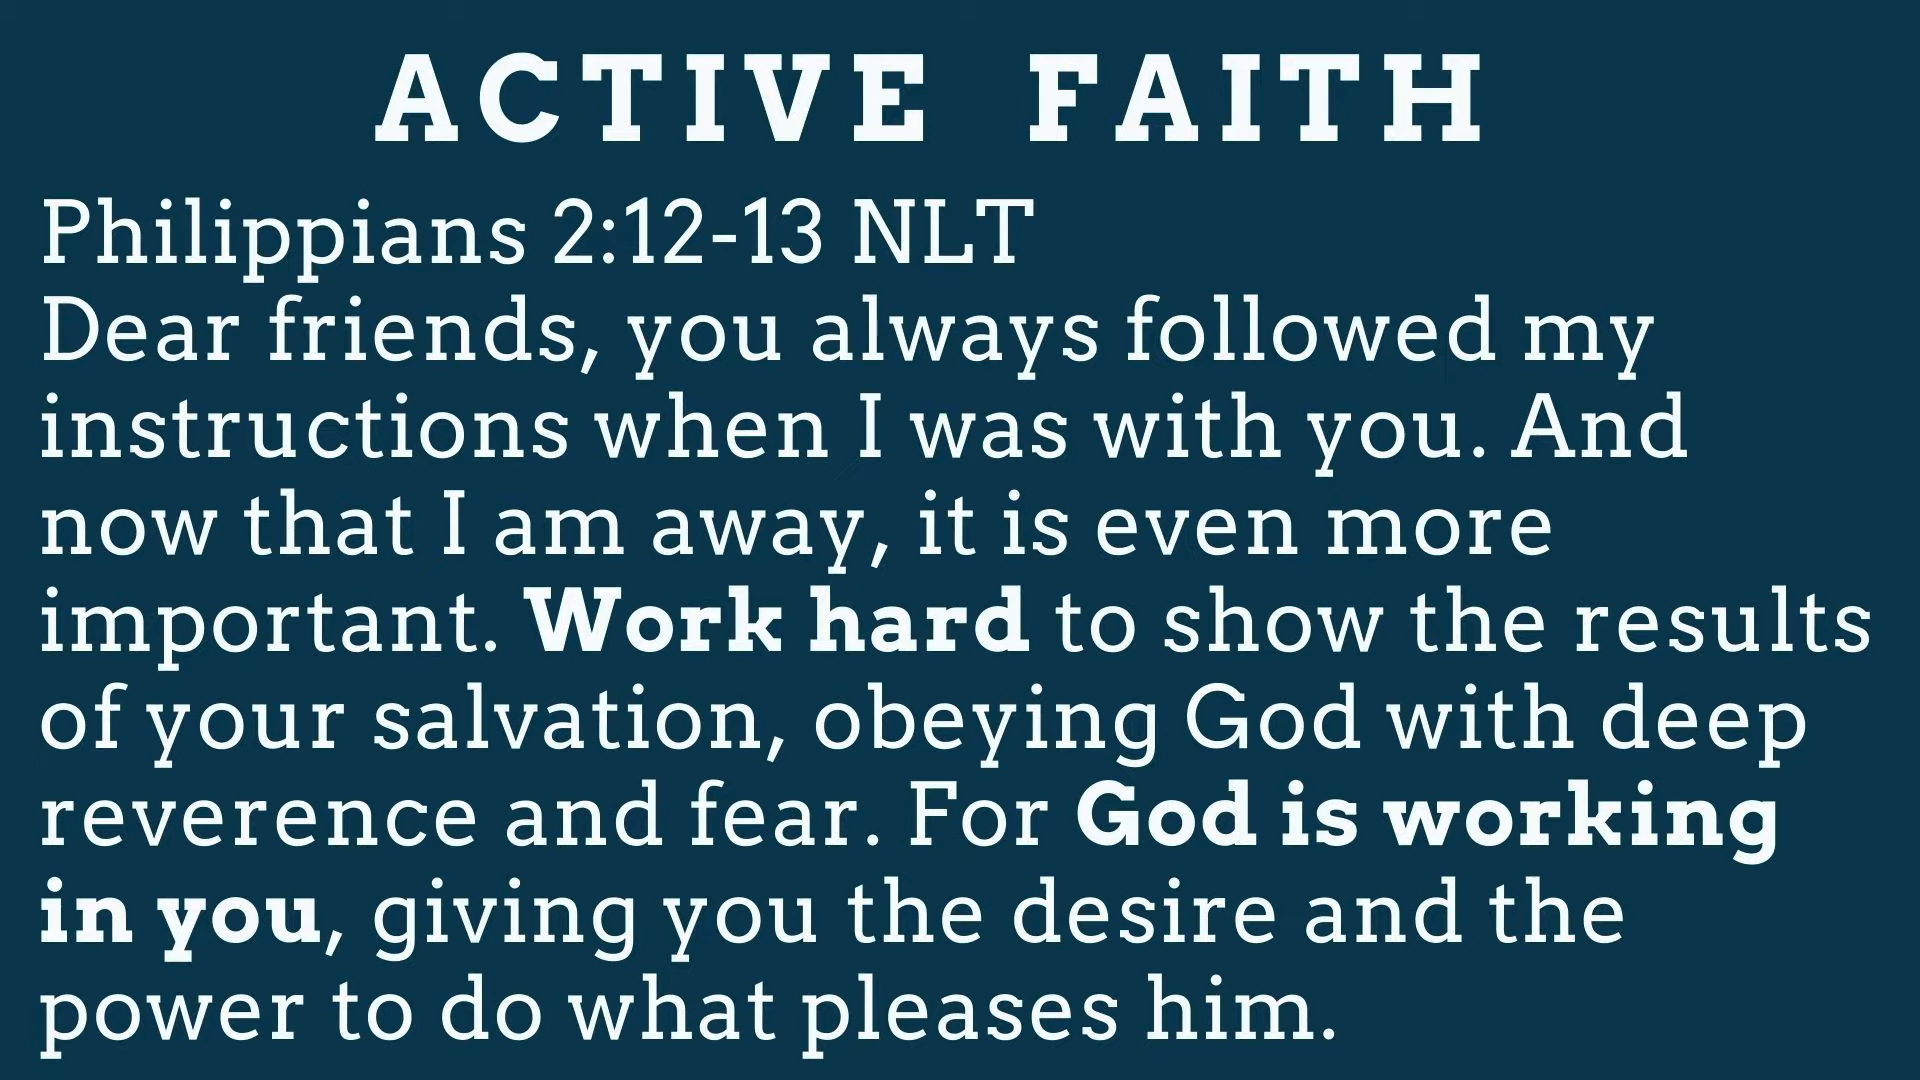 ACTIVE FAITH
Philippians 2:12-13 NLT
Dear friends, you always followed my
instructions when I was with you. And
now that I am away, it is even more
important. Work hard to show the results
of your salvation, obeying God with deep
reverence and fear. For God is working
in you, giving you the desire and the
power to do what pleases him.